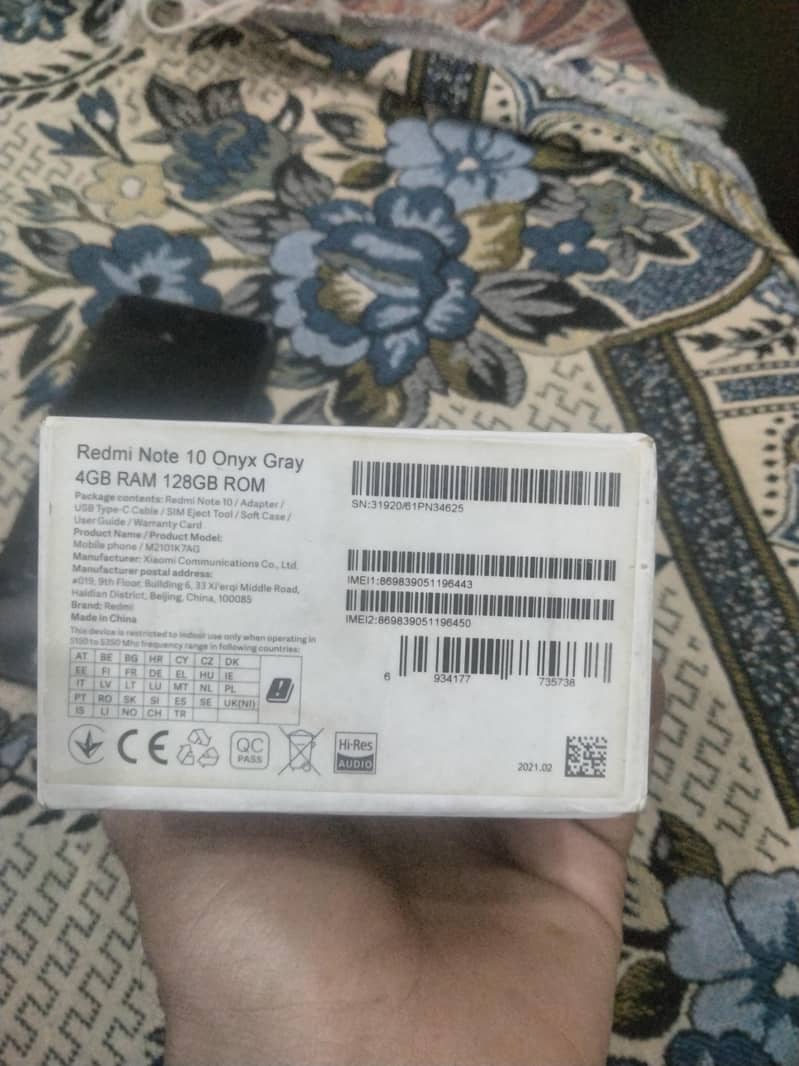 Redmi Note 10 Onyx Gray
4GB RAM 128GB ROM
Package contents: Redmi Note 10 / Adapter /
USB Type-C Cable / SIM Eject Tool / Soft Case /
User Guide / Warranty Card
Product Name / Product Model:
Mobile phone / M2101K7AG
Manufacturer: Xiaomi Communications Co., Ltd.
Manufacturer postal address:
#019, 9th Floor, Building 6, 33 Xi'erqi Middle Road,
Haidian District, Beijing, China, 100085
Brand: Redmi
Made in China
This device is restricted to indoor use only when operating in
5150 to 5350 Mhz frequency range in following countries:
AT BE BG HR CY CZ DK
EE FI FR DE EL HU IE
IT LV LT LU MT NL PL
PT RO SK SI ES SE UK(NI)
IS LI NO CH TR
CE
QC
PASS
Hi-Res
AUDIO
SN:31920/61PN34625
IMEI1:869839051196443
IMEI2:869839051196450
6 934177 735738
2021.02